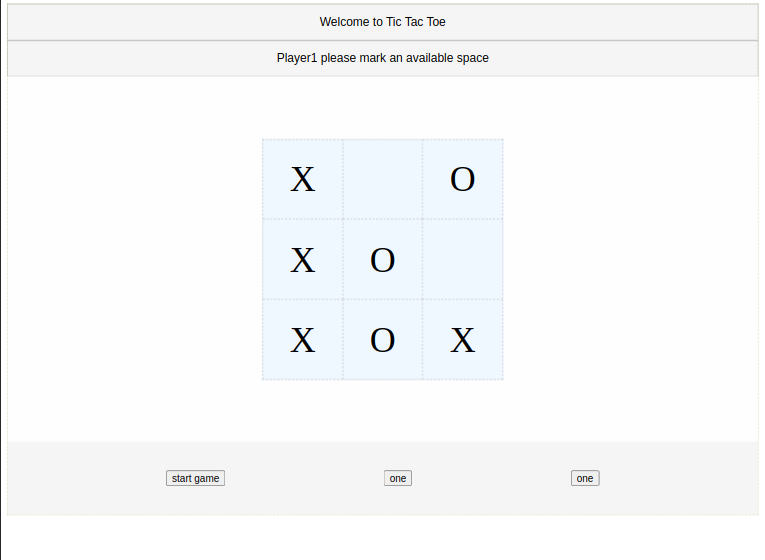 Welcome to Tic Tac Toe
Player1 please mark an available space
X O
X O
X O X
start game one one